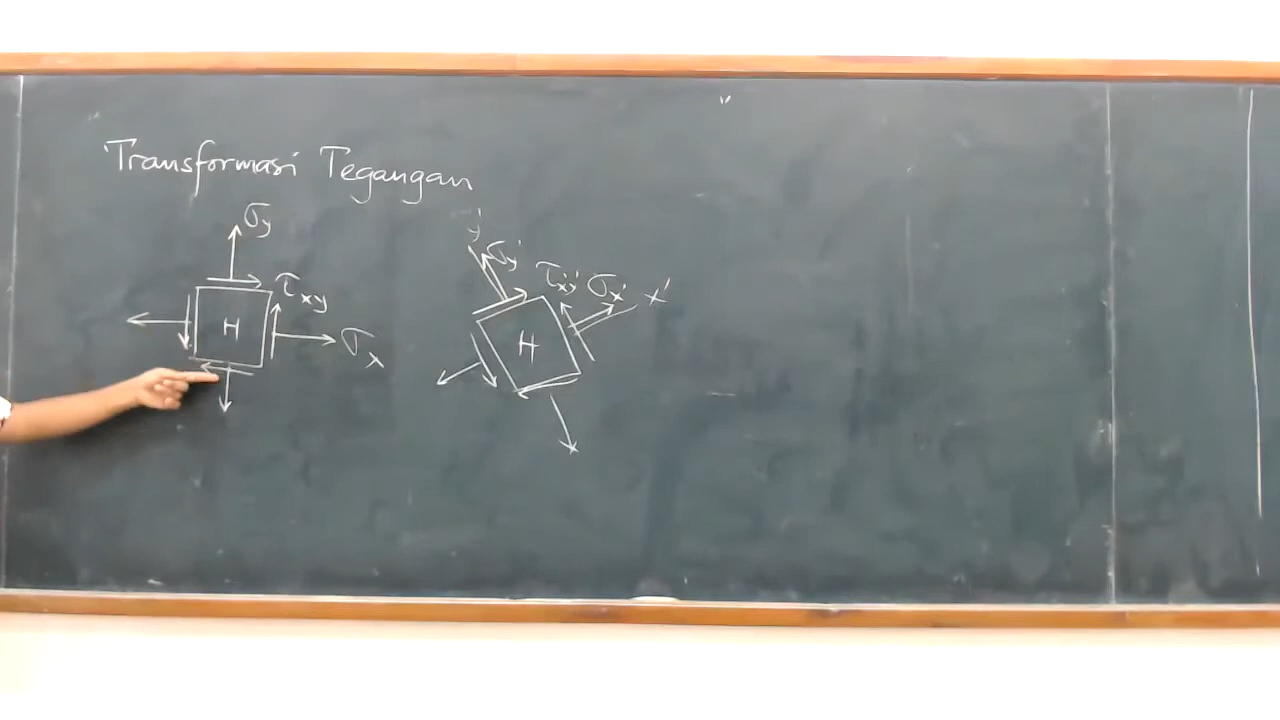 Transformasi Tegangan
σy
τxy
H
σx
y'
σy'
τx'y'
σx'
x'
H